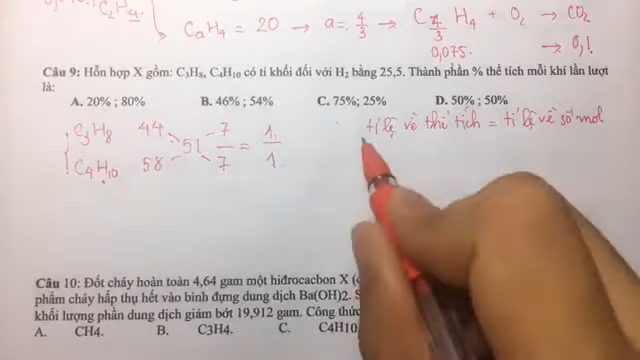 C₂H₄.
CₐH₄ = 20 → a = 4/3 → C 4/3 H₄ + O₂ → CO₂
0,075. → 0,1
Câu 9: Hỗn hợp X gồm: C₃H₈, C₄H₁₀ có tỉ khối đối với H₂ bằng 25,5. Thành phần % thể tích mỗi khí lần lượt
là:
A. 20% ; 80% B. 46% ; 54% C. 75%; 25% D. 50% ; 50%
C₃H₈ 44 51 7/7 = 1/1
C₄H₁₀ 58
tỉ lệ về thể tích = tỉ lệ về số mol
Câu 10: Đốt cháy hoàn toàn 4,64 gam một hiđrocacbon X (
phẩm cháy hấp thụ hết vào bình đựng dung dịch Ba(OH)2. S
khối lượng phần dung dịch giảm bớt 19,912 gam. Công thức
A. CH4. B. C3H4. C. C4H10